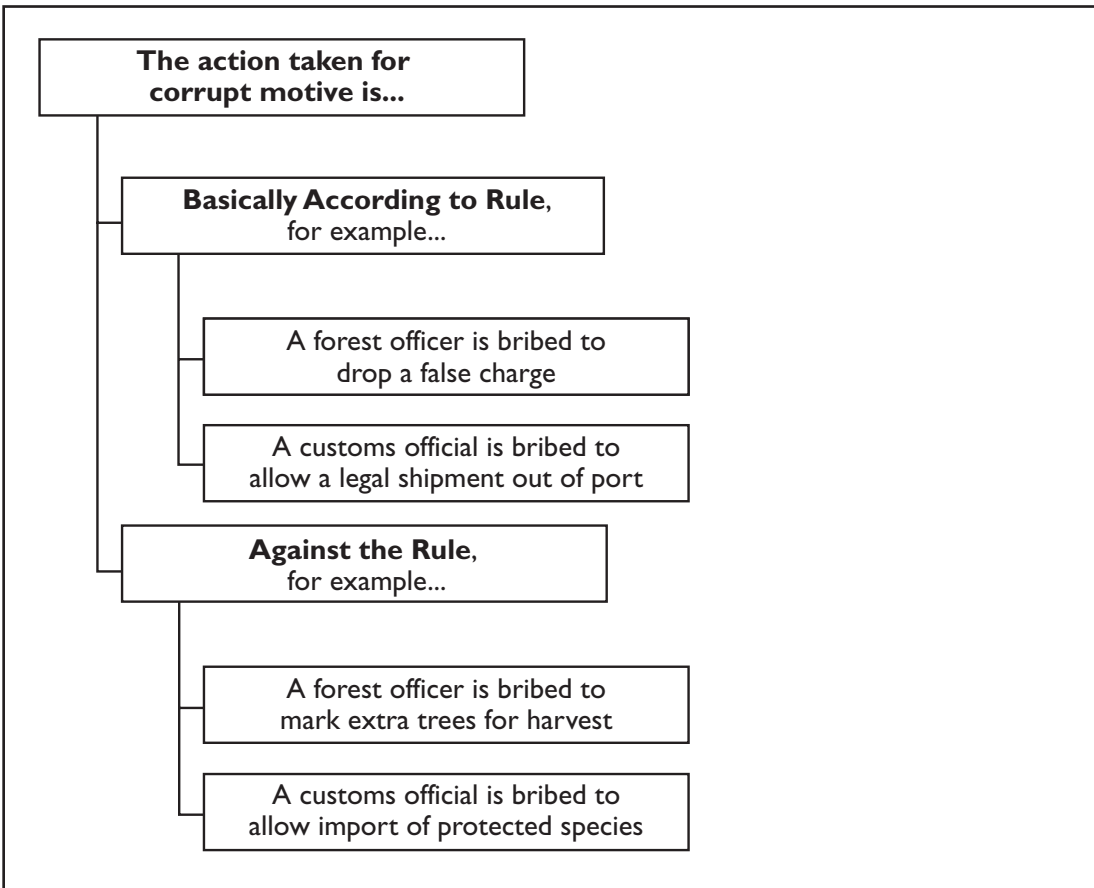 The action taken for
corrupt motive is...
Basically According to Rule,
for example...
A forest officer is bribed to
drop a false charge
A customs official is bribed to
allow a legal shipment out of port
Against the Rule,
for example...
A forest officer is bribed to
mark extra trees for harvest
A customs official is bribed to
allow import of protected species